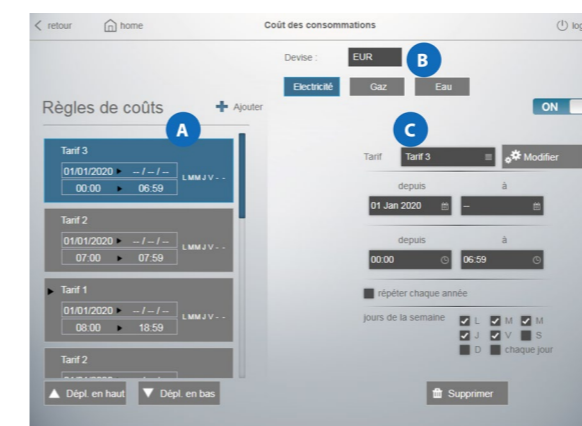 retour home Coût des consommations log
Devise : EUR B
Electricité Gaz Eau
Règles de coûts Ajouter ON
A C
Tarif 3
01/01/2020 -- / -- / --
00:00 06:59
L M M J V - -
Tarif 2
01/01/2020 -- / -- / --
07:00 07:59
L M M J V - -
Tarif 1
01/01/2020 -- / -- / --
08:00 18:59
L M M J V - -
Tarif 2
Dépl. en haut Dépl. en bas
Tarif Tarif 3 Modifier
depuis à
01 Jan 2020 --
depuis à
00:00 06:59
répéter chaque année
jours de la semaine L M M
J V S
D chaque jour
Supprimer